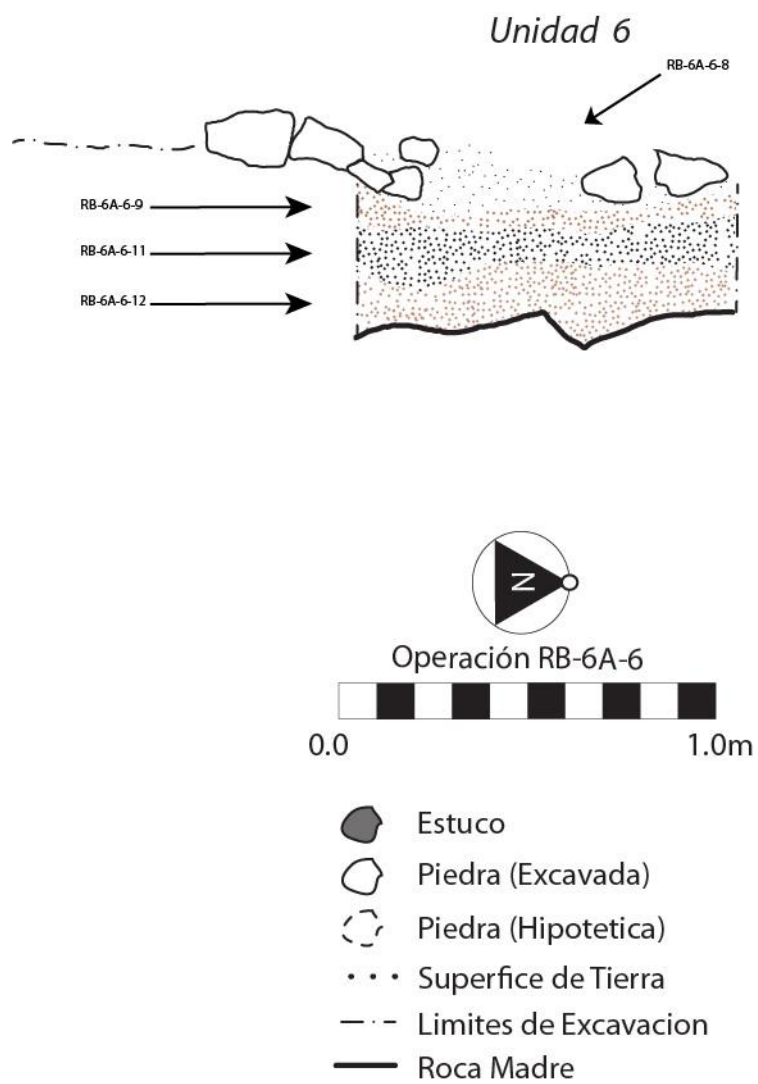 Unidad 6
RB-6A-6-8
RB-6A-6-9
RB-6A-6-11
RB-6A-6-12
N
Operación RB-6A-6
0.0 1.0m
Estuco
Piedra (Excavada)
Piedra (Hipotetica)
Superfice de Tierra
Limites de Excavacion
Roca Madre